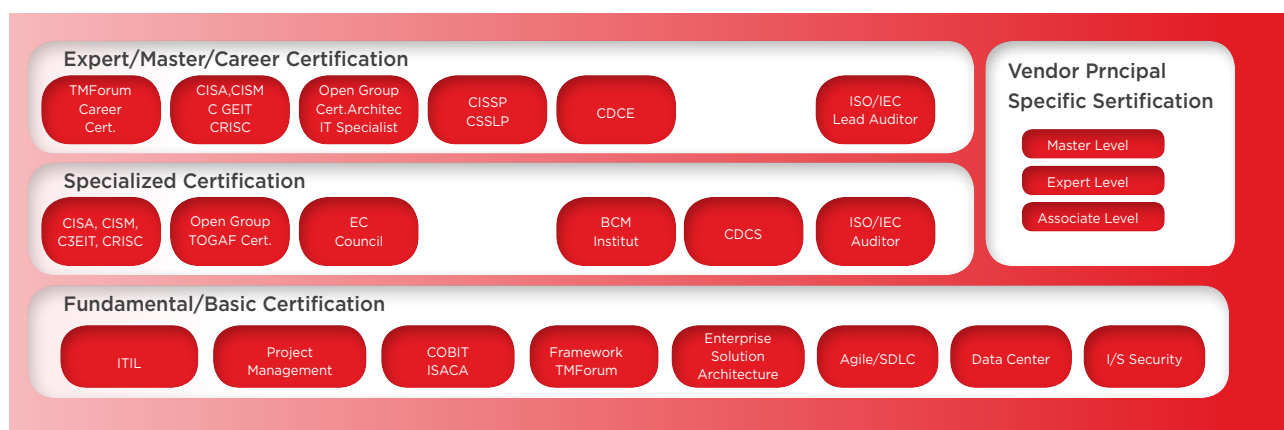 Expert/Master/Career Certification
TMForum
Career
Cert.
CISA,CISM
C GEIT
CRISC
Open Group
Cert.Architec
IT Specialist
CISSP
CSSLP
CDCE
ISO/IEC
Lead Auditor
Specialized Certification
CISA, CISM,
C3EIT, CRISC
Open Group
TOGAF Cert.
EC
Council
BCM
Institut
CDCS
ISO/IEC
Auditor
Vendor Prncipal
Specific Sertification
Master Level
Expert Level
Associate Level
Fundamental/Basic Certification
ITIL
Project
Management
COBIT
ISACA
Framework
TMForum
Enterprise
Solution
Architecture
Agile/SDLC
Data Center
I/S Security